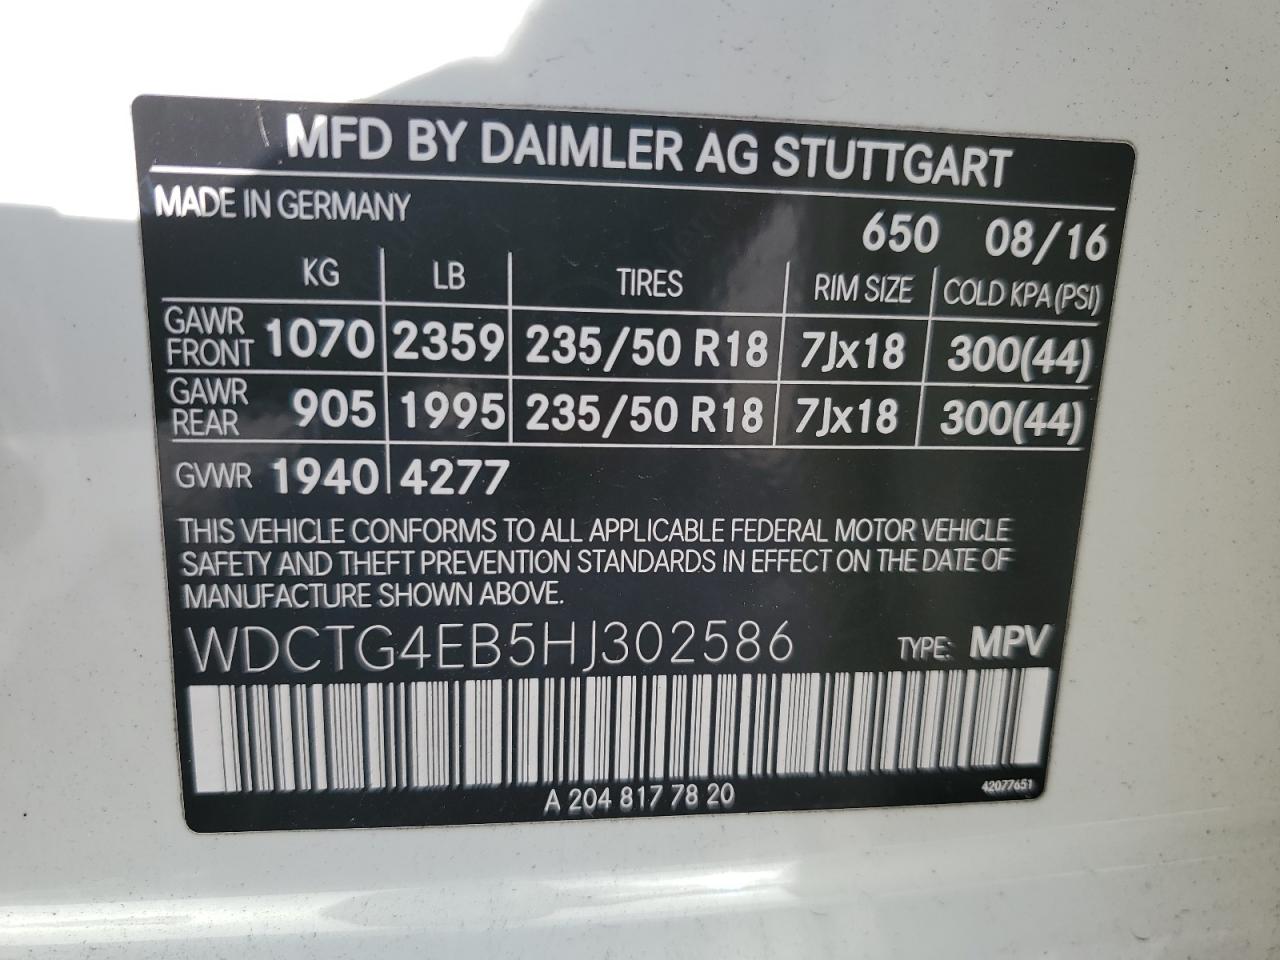 MFD BY DAIMLER AG STUTTGART
MADE IN GERMANY
650 08/16
KG LB TIRES RIM SIZE COLD KPA (PSI)
GAWR FRONT 1070 2359 235/50 R18 7Jx18 300(44)
GAWR REAR 905 1995 235/50 R18 7Jx18 300(44)
GVWR 1940 4277
THIS VEHICLE CONFORMS TO ALL APPLICABLE FEDERAL MOTOR VEHICLE
SAFETY AND THEFT PREVENTION STANDARDS IN EFFECT ON THE DATE OF
MANUFACTURE SHOWN ABOVE.
WDCTG4EB5HJ302586 TYPE: MPV
A 204 817 78 20
42077651